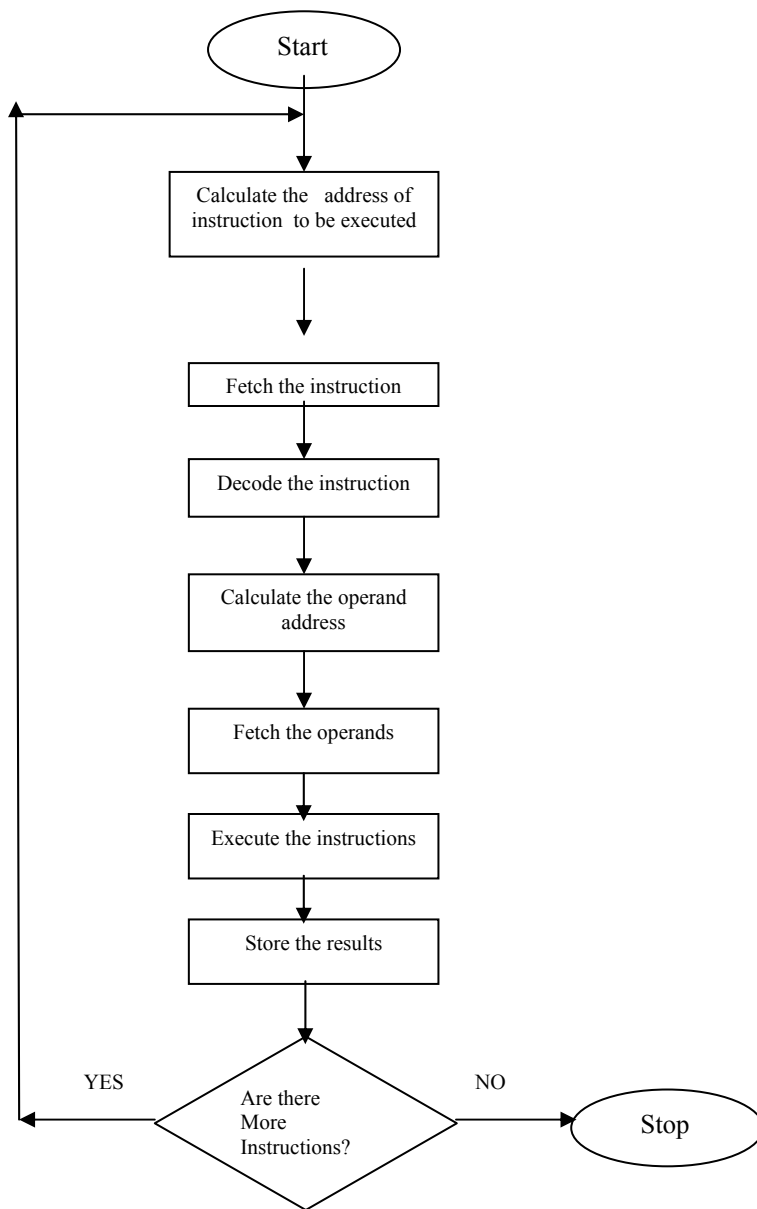 Start
Calculate the address of
instruction to be executed
Fetch the instruction
Decode the instruction
Calculate the operand
address
Fetch the operands
Execute the instructions
Store the results
YES
Are there
More
Instructions?
NO
Stop